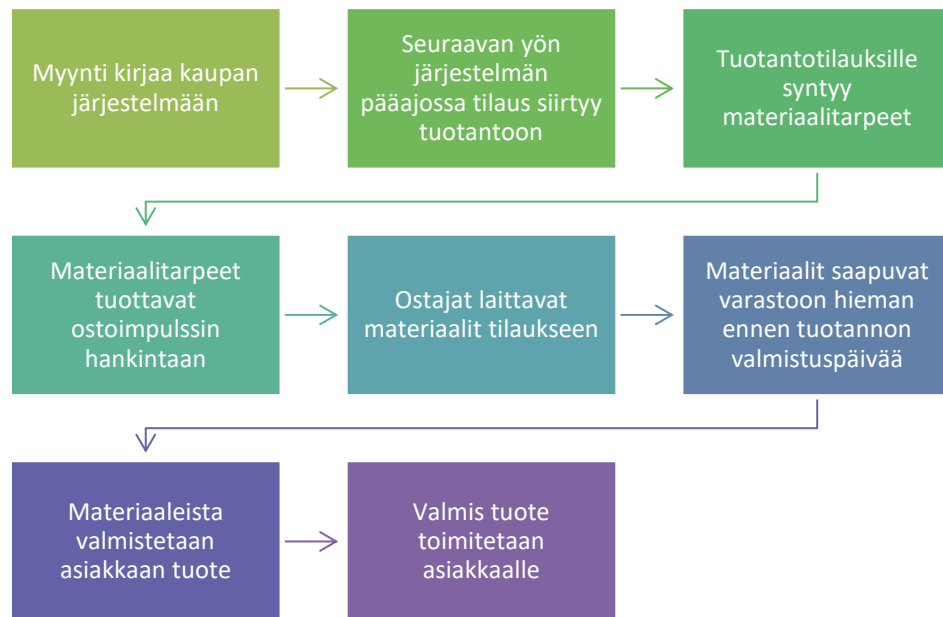 Myynti kirjaa kaupan
järjestelmään
Seuraavan yön
järjestelmän
pääajossa tilaus siirtyy
tuotantoon
Tuotantotilauksille
syntyy
materiaalitarpeet
Materiaalitarpeet
tuottavat
ostoimpulssin
hankintaan
Ostajat laittavat
materiaalit tilaukseen
Materiaalit saapuvat
varastoon hieman
ennen tuotannon
valmistuspäivää
Materiaaleista
valmistetaan
asiakkaan tuote
Valmis tuote
toimitetaan
asiakkaalle